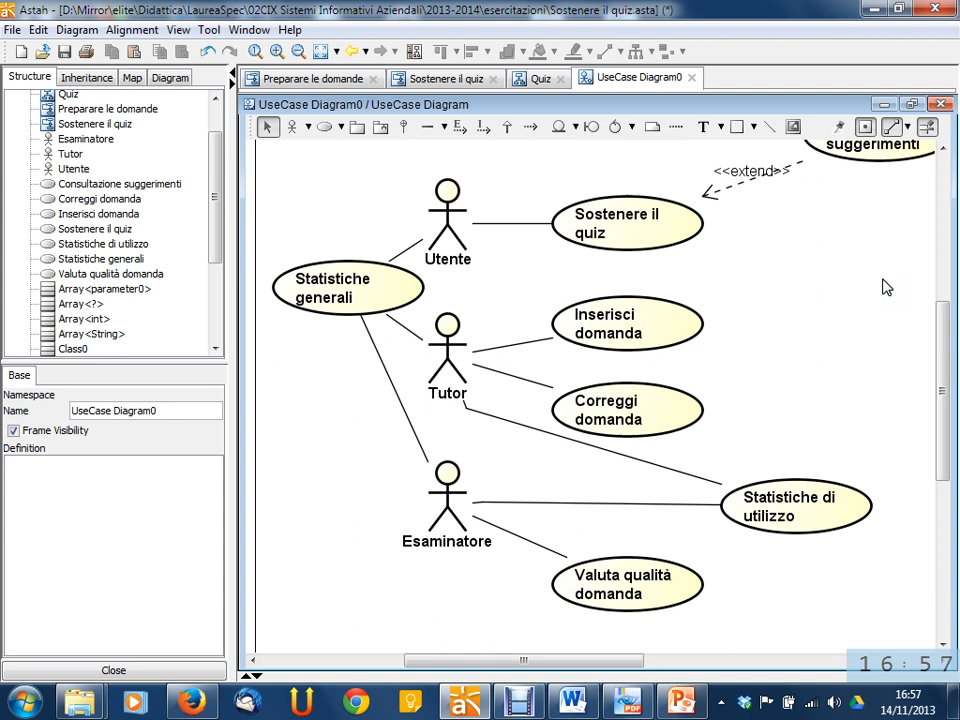 Astah - [D:\Mirror\elite\Didattica\LaureaSpec\02CIX Sistemi Informativi Aziendali\2013-2014\esercitazioni\Sostenere il quiz.asta] (*)
File Edit Diagram Alignment View Tool Window Help
Structure Inheritance Map Diagram
Preparare le domande Sostenere il quiz Quiz UseCase Diagram0
UseCase Diagram0 / UseCase Diagram
Quiz
Preparare le domande
Sostenere il quiz
Esaminatore
Tutor
Utente
Consultazione suggerimenti
Correggi domanda
Inserisci domanda
Sostenere il quiz
Statistiche di utilizzo
Statistiche generali
Valuta qualità domanda
Array<parameter0>
Array<?>
Array<int>
Array<String>
Class0
Base
Namespace
Name UseCase Diagram0
Frame Visibility
Definition
Close
suggerimenti
<<extend>>
Sostenere il
quiz
Utente
Statistiche
generali
Inserisci
domanda
Tutor
Correggi
domanda
Statistiche di
utilizzo
Esaminatore
Valuta qualità
domanda
16:57
16:57
14/11/2013